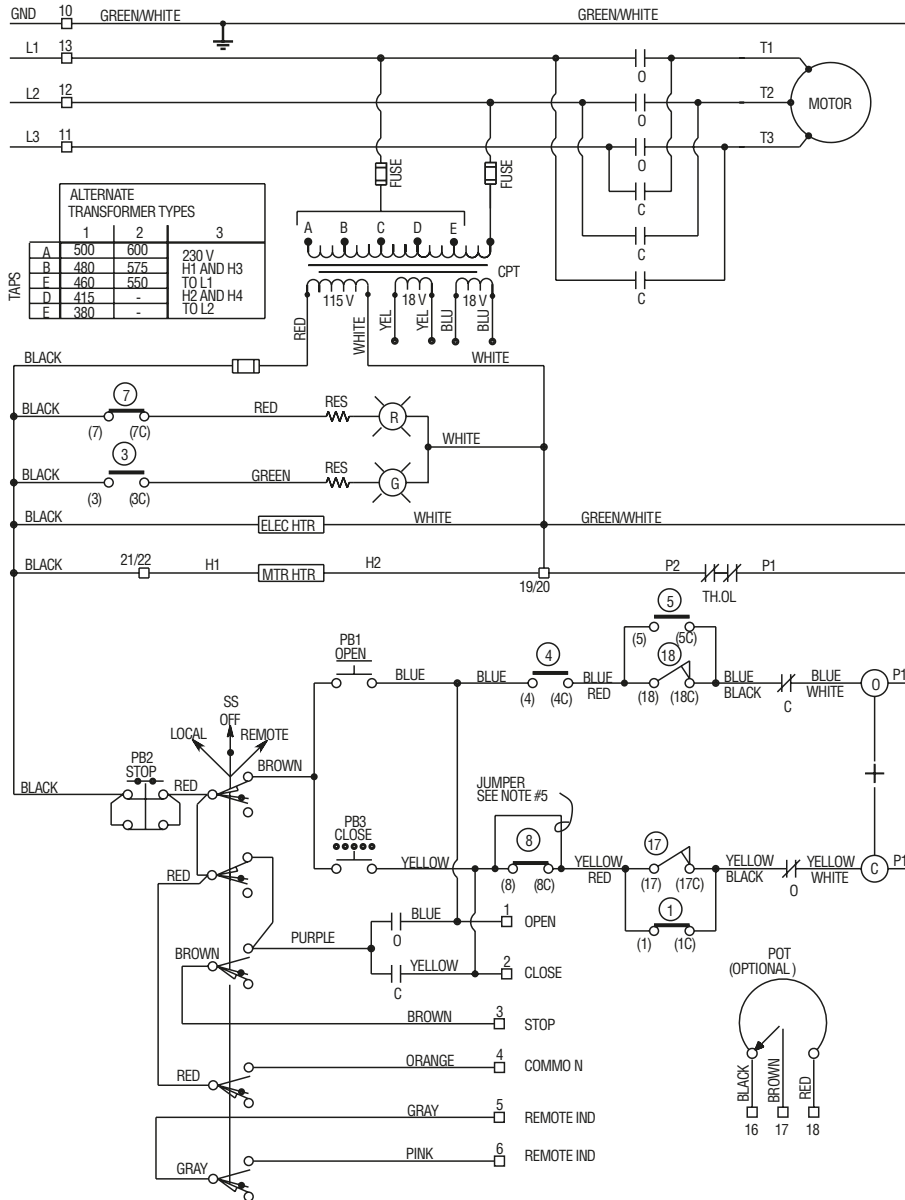 GND 10 GREEN/WHITE GREEN/WHITE
L1 13 T1
O
L2 12 T2 MOTOR
O
L3 11 T3
O
FUSE FUSE
C
C
C
ALTERNATE
TRANSFORMER TYPES
1 2 3
TAPS
A 500 600 230 V
B 480 575 H1 AND H3
E 460 550 TO L1
D 415 - H2 AND H4
E 380 - TO L2
A B C D E
CPT
115 V 18 V 18 V
RED WHITE YEL YEL BLU BLU
BLACK WHITE
7
BLACK RED RES R
(7) (7C)
WHITE
3
BLACK GREEN RES G
(3) (3C)
BLACK ELEC HTR WHITE GREEN/WHITE
BLACK 21/22 H1 MTR HTR H2 P2 P1
19/20 TH.OL
5
(5) (5C)
PB1
OPEN
BLUE BLUE 4 BLUE
RED
(4) (4C)
18
(18) (18C)
BLUE
BLACK
C
BLUE
WHITE
O P1
SS
OFF
LOCAL REMOTE
BROWN
PB2
STOP
BLACK RED
JUMPER
SEE NOTE #5
PB3
CLOSE
YELLOW 8 YELLOW
RED
(8) (8C)
17
(17) (17C)
YELLOW
BLACK
O
YELLOW
WHITE
C P1
1
(1) (1C)
RED
PURPLE
BLUE 1 OPEN
O
BROWN
YELLOW 2 CLOSE
C
BROWN 3 STOP
RED
ORANGE 4 COMMO N
GRAY 5 REMOTE IND
GRAY
PINK 6 REMOTE IND
POT
(OPTIONAL )
BLACK BROWN RED
16 17 18